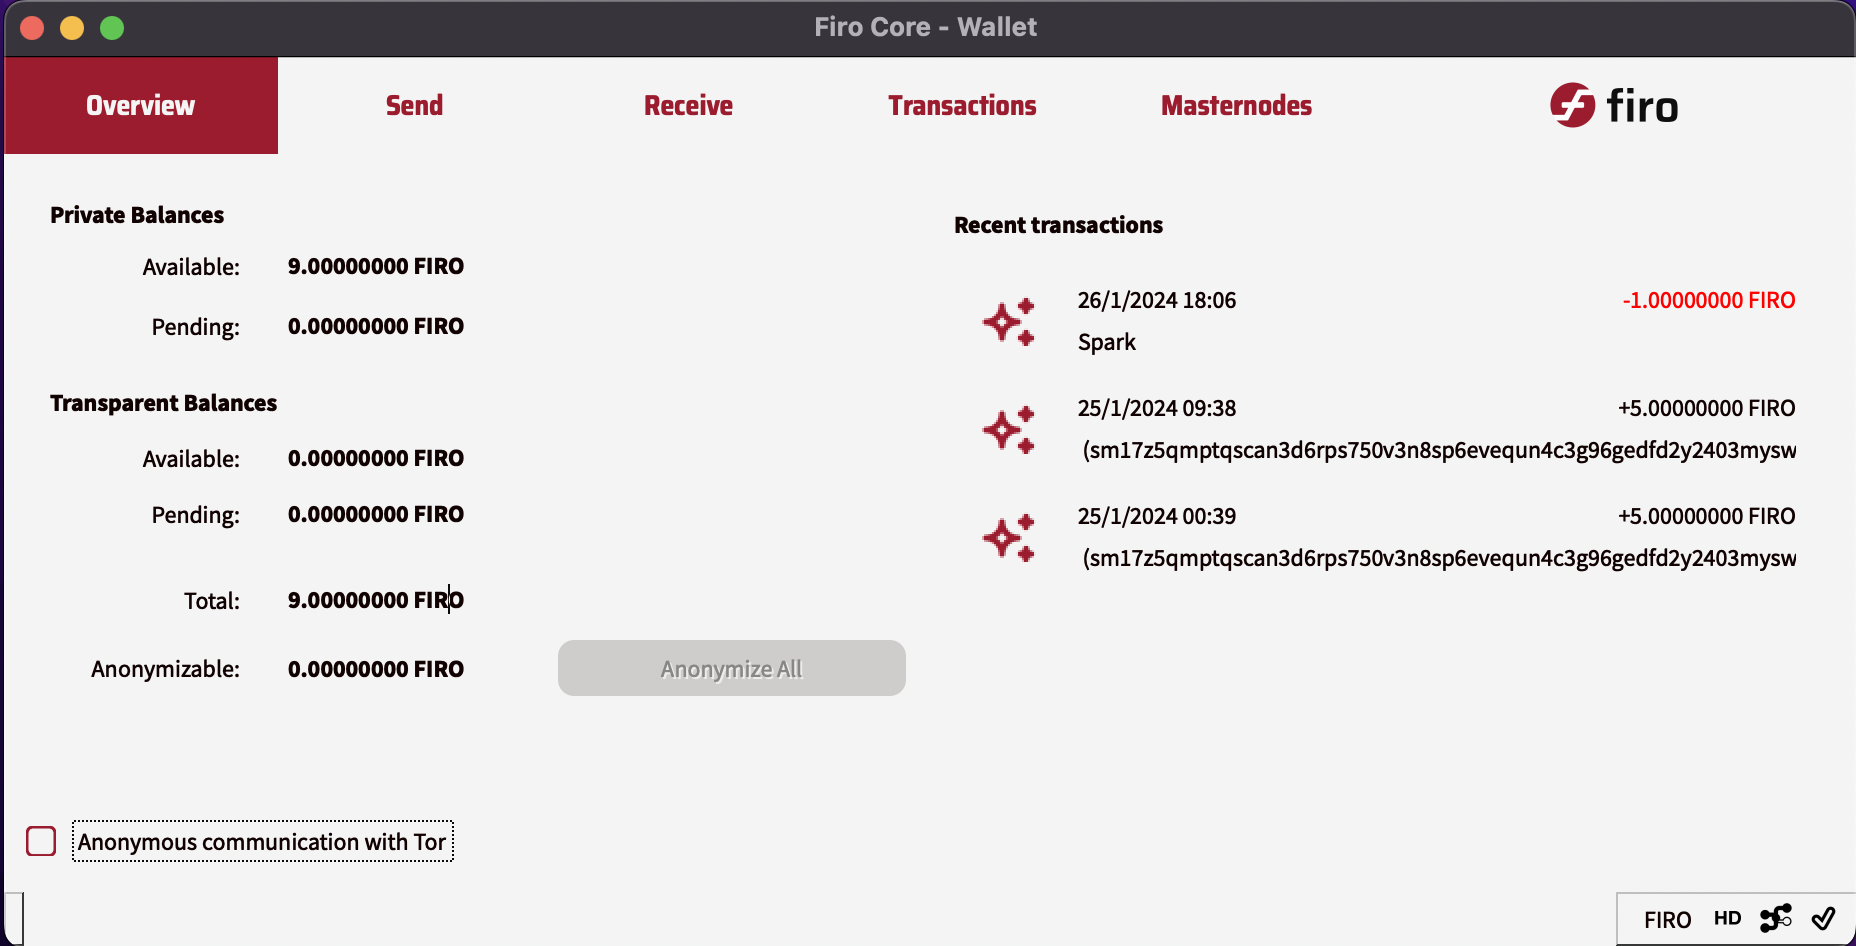 Firo Core - Wallet
Overview
Send
Receive
Transactions
Masternodes
firo
Private Balances
Available: 9.00000000 FIRO
Pending: 0.00000000 FIRO
Transparent Balances
Available: 0.00000000 FIRO
Pending: 0.00000000 FIRO
Total: 9.00000000 FIRO
Anonymizable: 0.00000000 FIRO
Anonymize All
Recent transactions
26/1/2024 18:06 -1.00000000 FIRO
Spark
25/1/2024 09:38 +5.00000000 FIRO
(sm17z5qmptqscan3d6rps750v3n8sp6evequn4c3g96gedfd2y2403mysw
25/1/2024 00:39 +5.00000000 FIRO
(sm17z5qmptqscan3d6rps750v3n8sp6evequn4c3g96gedfd2y2403mysw
Anonymous communication with Tor
FIRO HD